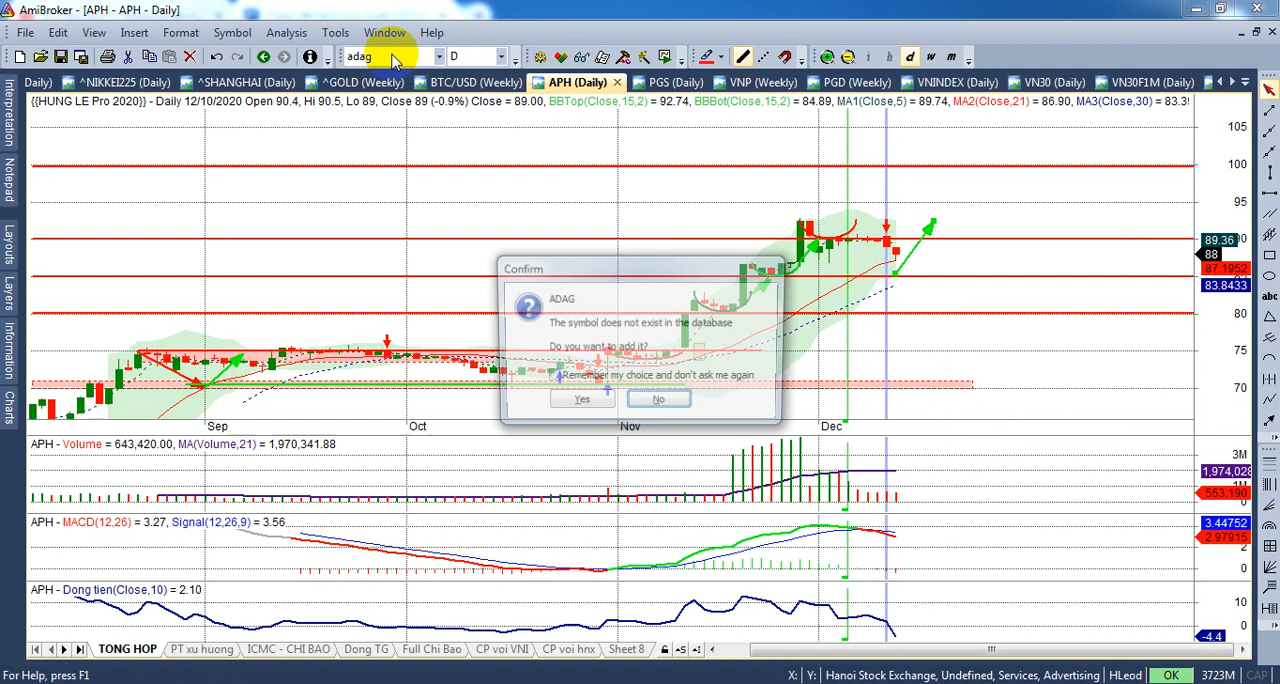 AmiBroker - [APH - APH - Daily]
File Edit View Insert Format Symbol Analysis Tools Window Help
adag D d w m
Daily) ^NIKKEI225 (Daily) ^SHANGHAI (Daily) ^GOLD (Weekly) BTC/USD (Weekly) APH (Daily) PGS (Daily) VNP (Weekly) PGD (Weekly) VNINDEX (Daily) VN30 (Daily) VN30F1M (Daily)
{{HUNG LE Pro 2020}} - Daily 12/10/2020 Open 90.4, Hi 90.5, Lo 89, Close 89 (-0.9%) Close = 89.00, BBTop(Close,15,2) = 92.74, BBBot(Close,15,2) = 84.89, MA1(Close,5) = 89.74, MA2(Close,21) = 86.90, MA3(Close,30) = 83.3
Interpretation
Notepad
Layouts
Layers
Information
Charts
105
100
95
89.36
88
87.1952
83.8433
80
75
70
Confirm
ADAG
The symbol does not exist in the database
Do you want to add it?
Remember my choice and don't ask me again
Yes No
Sep Oct Nov Dec
APH - Volume = 643,420.00, MA(Volume,21) = 1,970,341.88
3M
1,974,028
553,190
0
APH - MACD(12,26) = 3.27, Signal(12,26,9) = 3.56
3.44752
2.97915
2
0
APH - Dong tien(Close,10) = 2.10
10
0
-4.4
TONG HOP PT xu huong ICMC - CHI BAO Dong TG Full Chi Bao CP voi VNI CP voi hnx Sheet 8
For Help, press F1 X: Y: Hanoi Stock Exchange, Undefined, Services, Advertising HLeod OK 3723M CAP